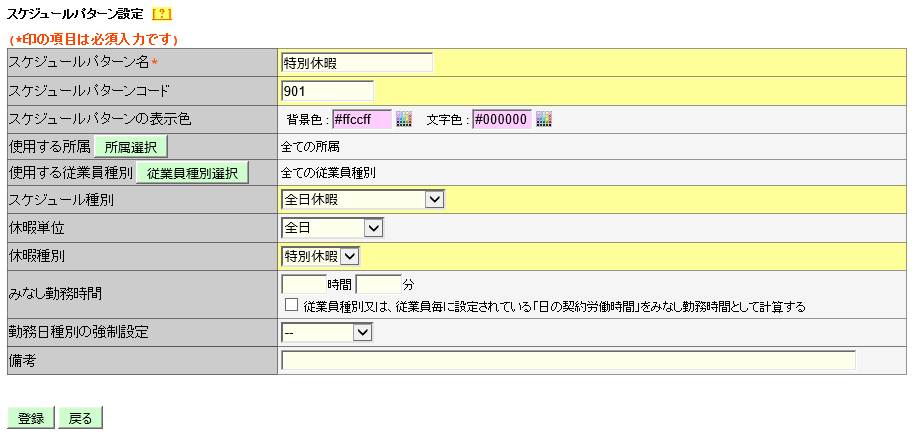 スケジュールパターン設定 [?]
(*印の項目は必須入力です)
スケジュールパターン名* 特別休暇
スケジュールパターンコード 901
スケジュールパターンの表示色 背景色: #ffccff 文字色: #000000
使用する所属 所属選択 全ての所属
使用する従業員種別 従業員種別選択 全ての従業員種別
スケジュール種別 全日休暇
休暇単位 全日
休暇種別 特別休暇
みなし勤務時間 時間 分
従業員種別又は、従業員毎に設定されている「日の契約労働時間」をみなし勤務時間として計算する
勤務日種別の強制設定 --
備考
登録 戻る